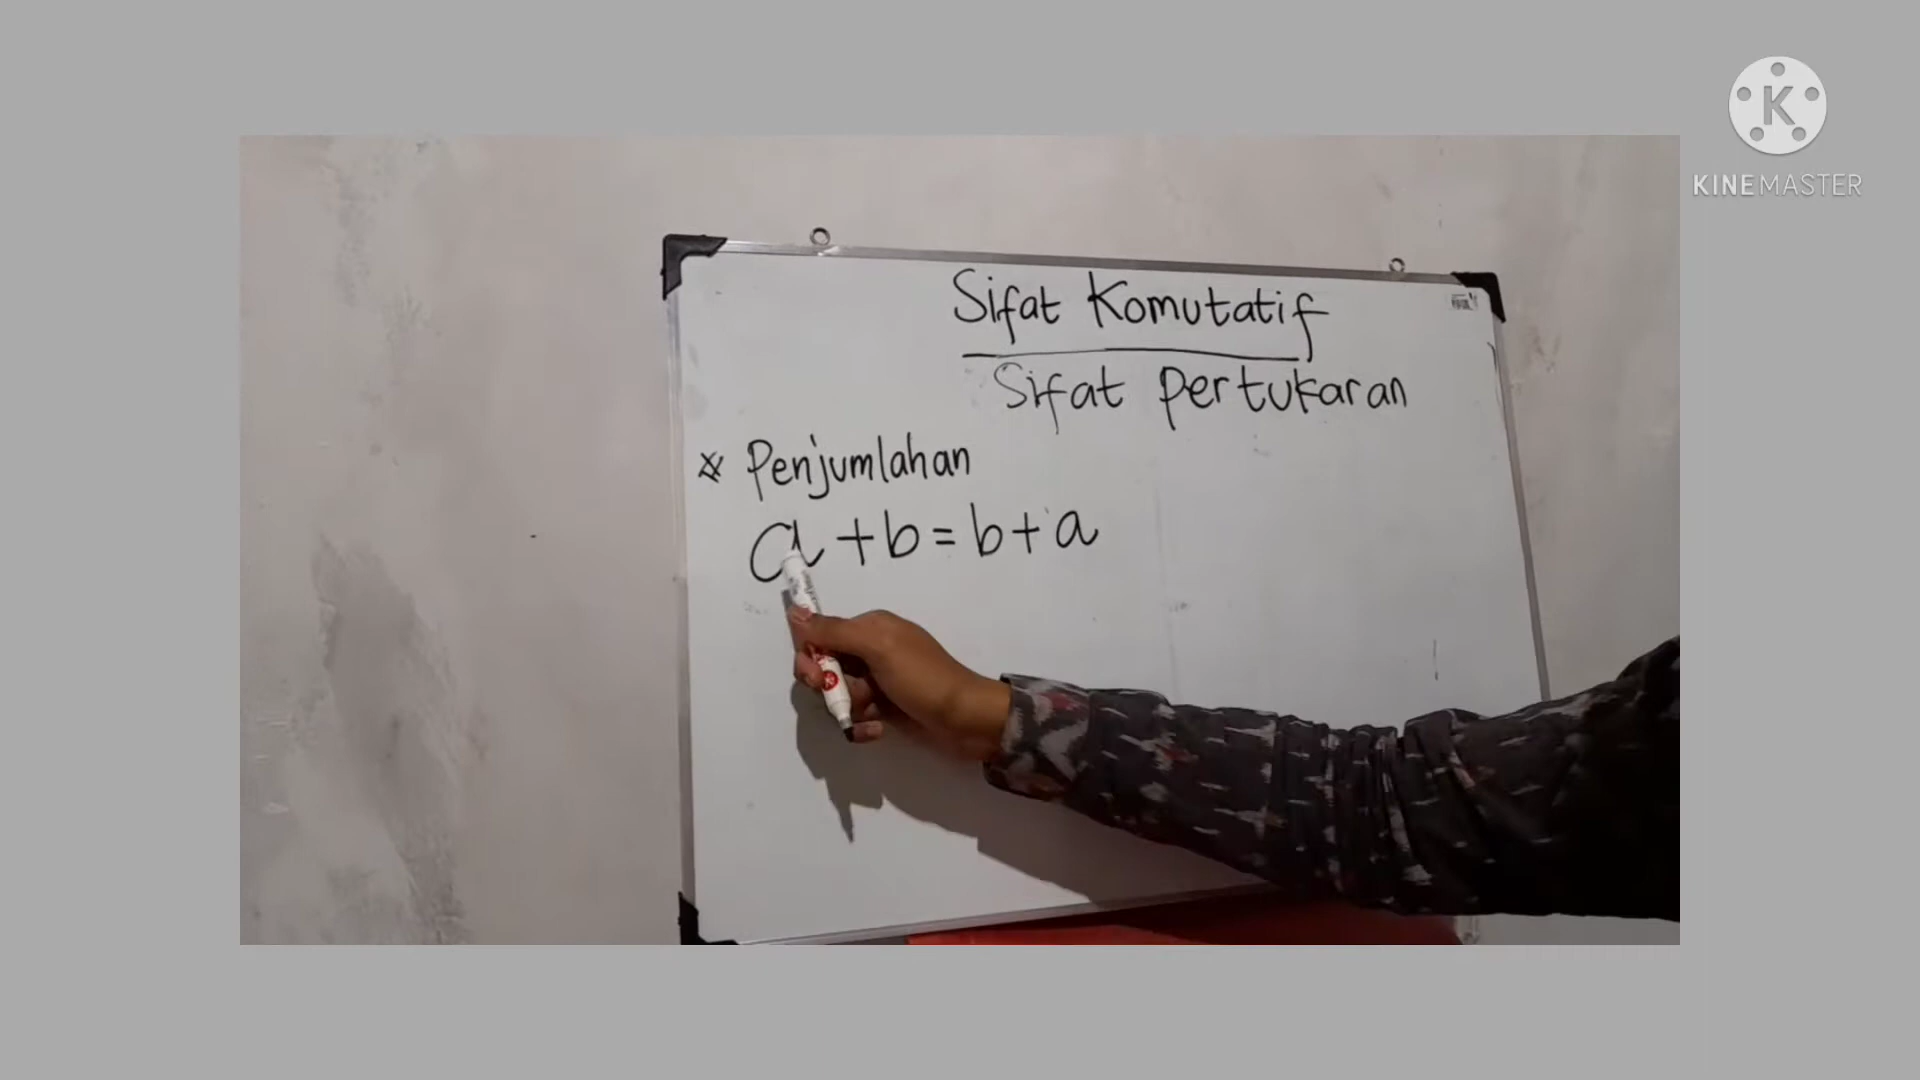 K
KINEMASTER
Sifat Komutatif
Sifat Pertukaran
Penjumlahan
a + b = b + a